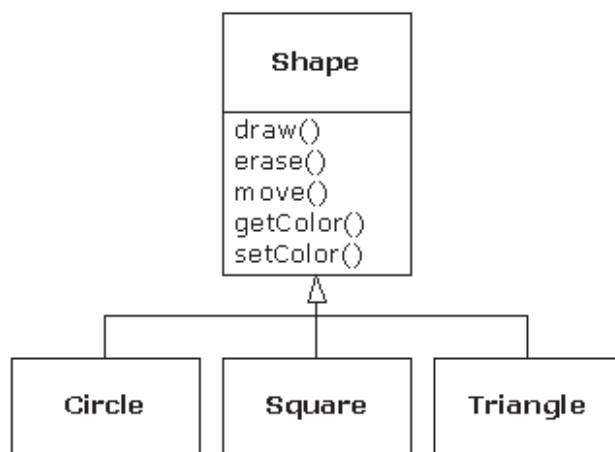 Shape
draw()
erase()
move()
getColor()
setColor()
Circle
Square
Triangle